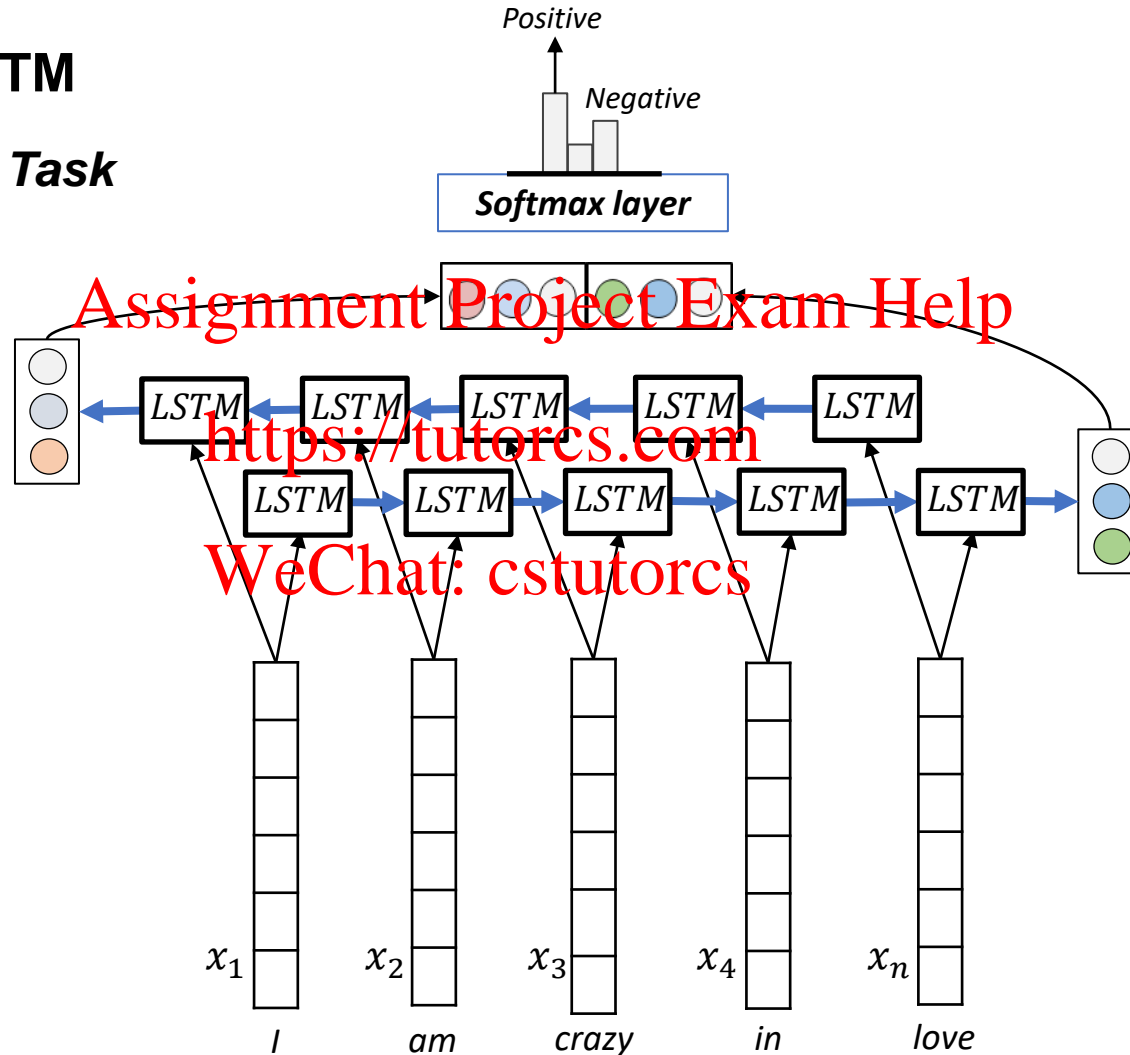 Positive
TM
Negative
Task
Softmax layer
Assignment Project Exam Help
LSTM LSTM LSTM LSTM LSTM
https://tutorcs.com
LSTM LSTM LSTM LSTM LSTM
WeChat: cstutorcs
x₁ x₂ x₃ x₄ xₙ
I am crazy in love